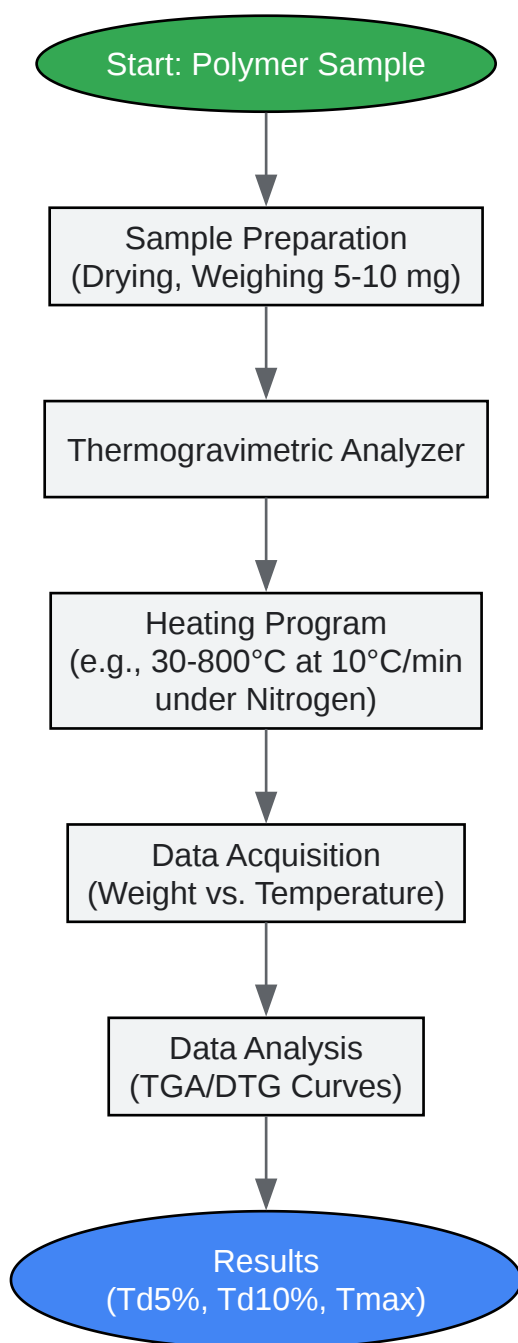 Start: Polymer Sample
Sample Preparation
(Drying, Weighing 5-10 mg)
Thermogravimetric Analyzer
Heating Program
(e.g., 30-800°C at 10°C/min
under Nitrogen)
Data Acquisition
(Weight vs. Temperature)
Data Analysis
(TGA/DTG Curves)
Results
(Td5%, Td10%, Tmax)